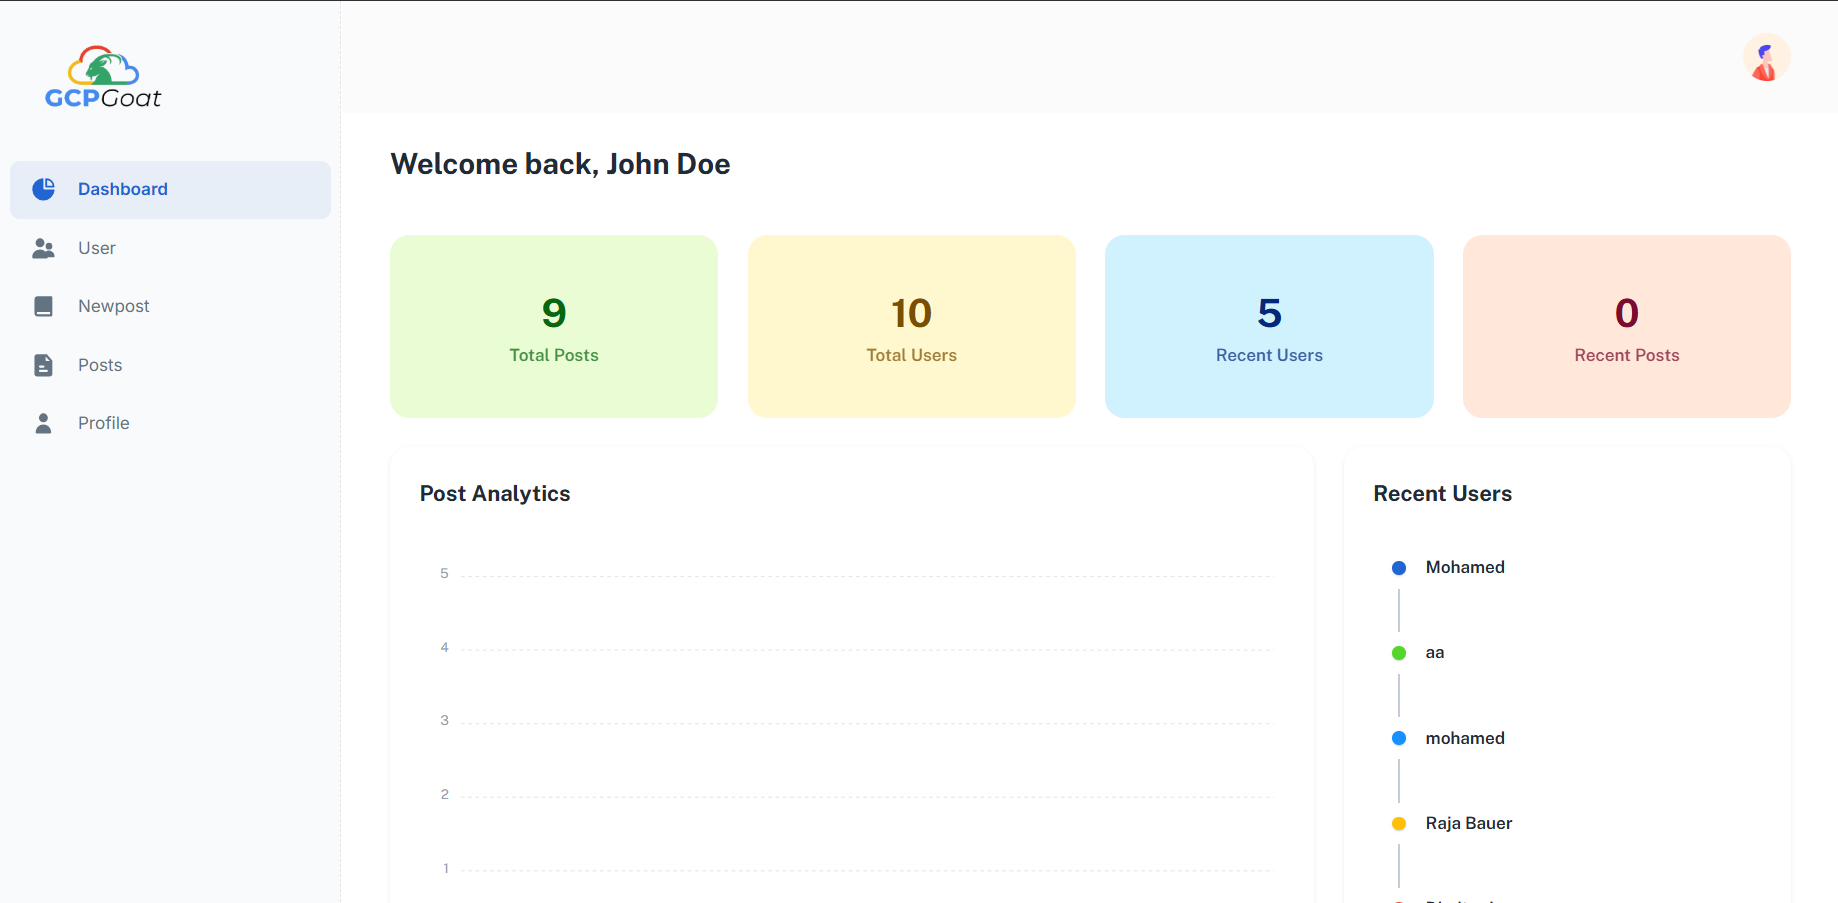 GCPGoat
Dashboard
User
Newpost
Posts
Profile
Welcome back, John Doe
9
Total Posts
10
Total Users
5
Recent Users
0
Recent Posts
Post Analytics
5
4
3
2
1
Recent Users
Mohamed
aa
mohamed
Raja Bauer